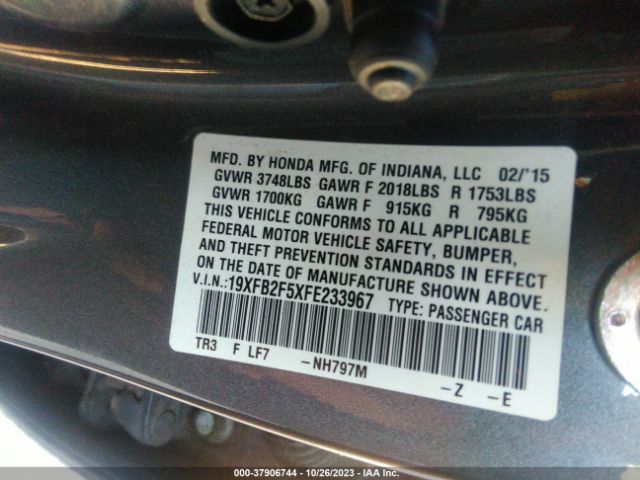 MFD. BY HONDA MFG. OF INDIANA, LLC 02/'15
GVWR 3748LBS GAWR F 2018LBS R 1753LBS
GVWR 1700KG GAWR F 915KG R 795KG
THIS VEHICLE CONFORMS TO ALL APPLICABLE
FEDERAL MOTOR VEHICLE SAFETY, BUMPER,
AND THEFT PREVENTION STANDARDS IN EFFECT
ON THE DATE OF MANUFACTURE SHOWN ABOVE.
V.I.N.:19XFB2F5XFE233967 TYPE: PASSENGER CAR
TR3 F LF7 -NH797M -Z -E
000-37906744 | 10/26/2023 | IAA Inc.